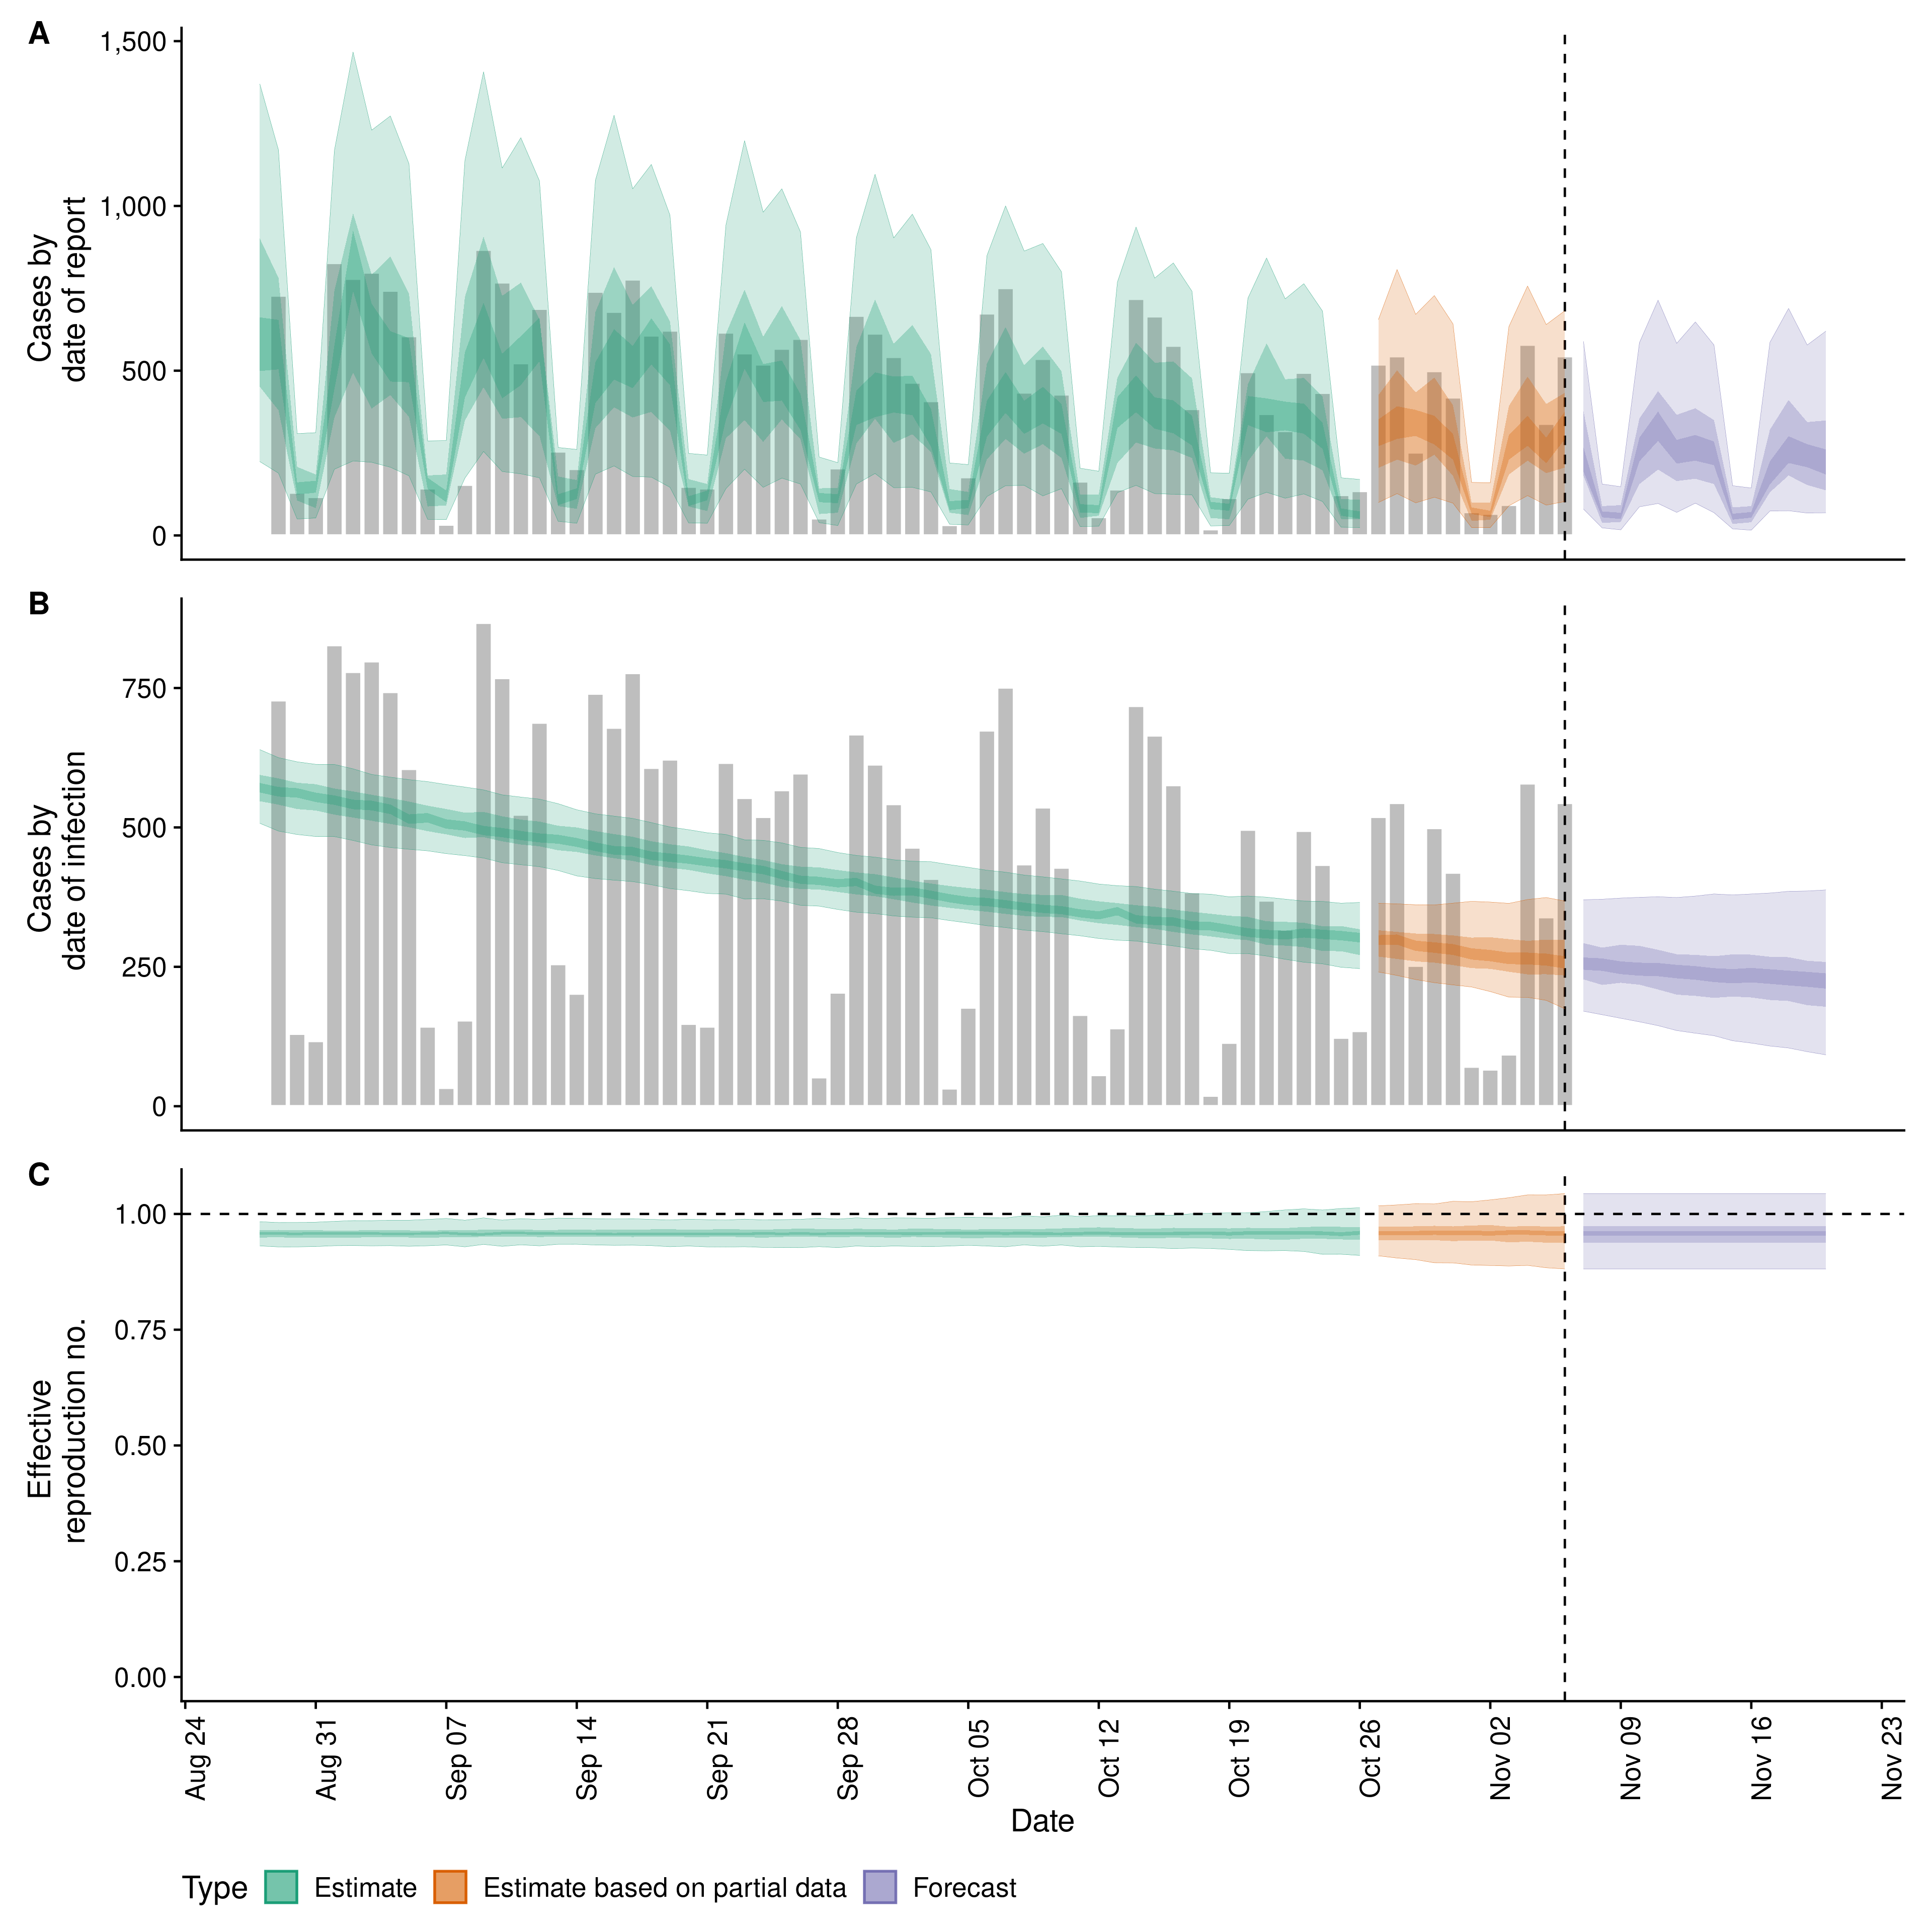 A
1,500
1,000
500
0
Cases by
date of report
B
750
500
250
0
Cases by
date of infection
C
1.00
0.75
0.50
0.25
0.00
Effective
reproduction no.
Aug 24
Aug 31
Sep 07
Sep 14
Sep 21
Sep 28
Oct 05
Oct 12
Oct 19
Oct 26
Nov 02
Nov 09
Nov 16
Nov 23
Date
Type Estimate Estimate based on partial data Forecast